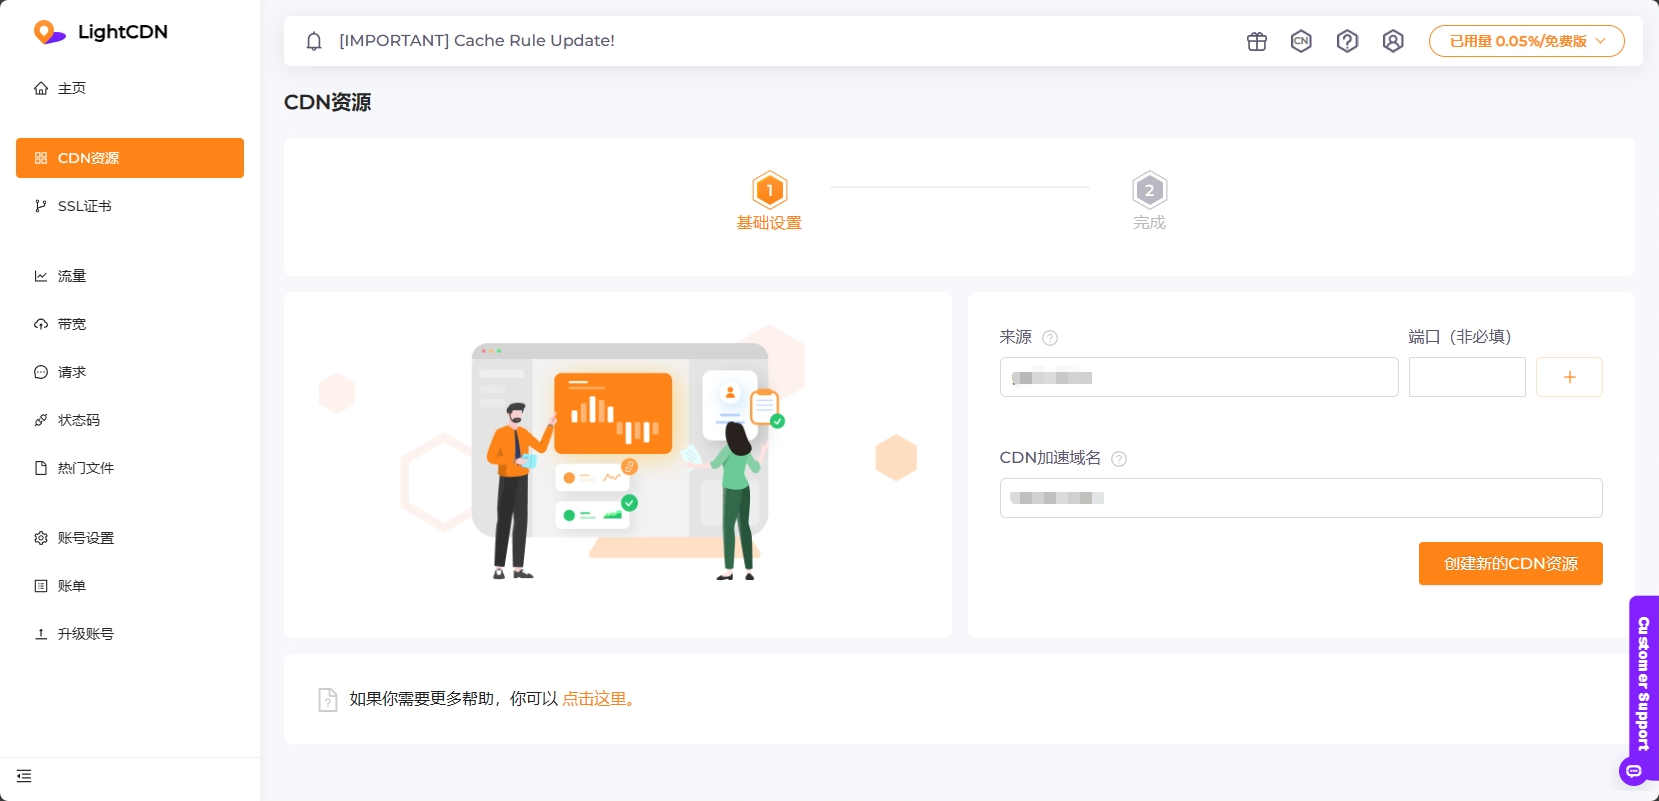 LightCDN
[IMPORTANT] Cache Rule Update!
CN
已用量 0.05%/免费版
主页
CDN资源
SSL证书
流量
带宽
请求
状态码
热门文件
账号设置
账单
升级账号
CDN资源
1
基础设置
2
完成
来源
端口（非必填）
+
CDN加速域名
创建新的CDN资源
如果你需要更多帮助，你可以 点击这里。
Customer Support